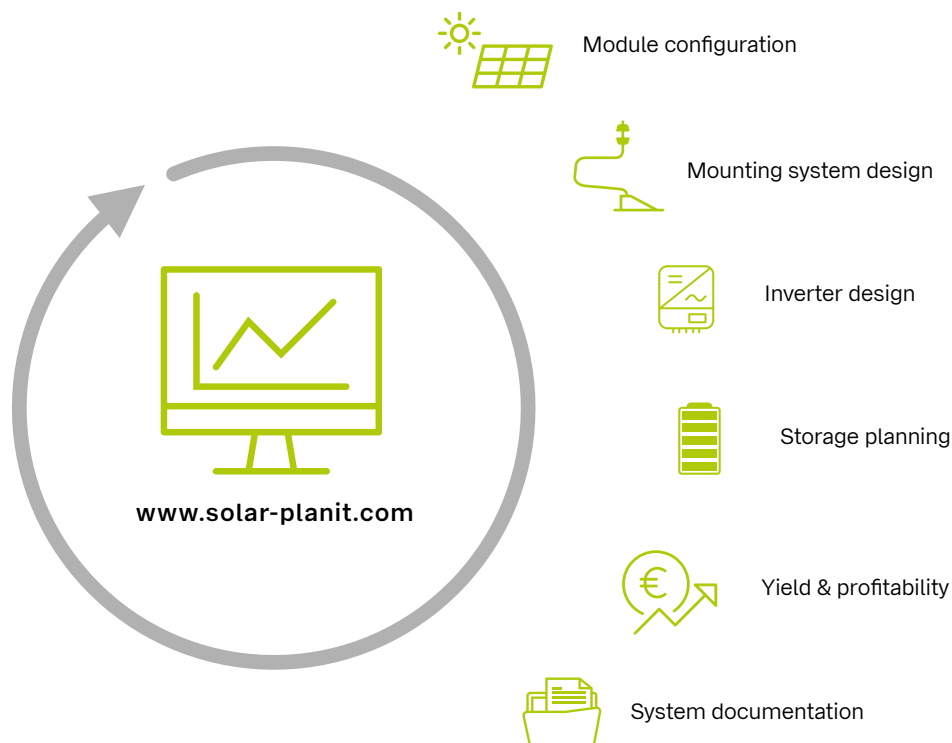 Module configuration
Mounting system design
Inverter design
Storage planning
www.solar-planit.com
Yield & profitability
System documentation